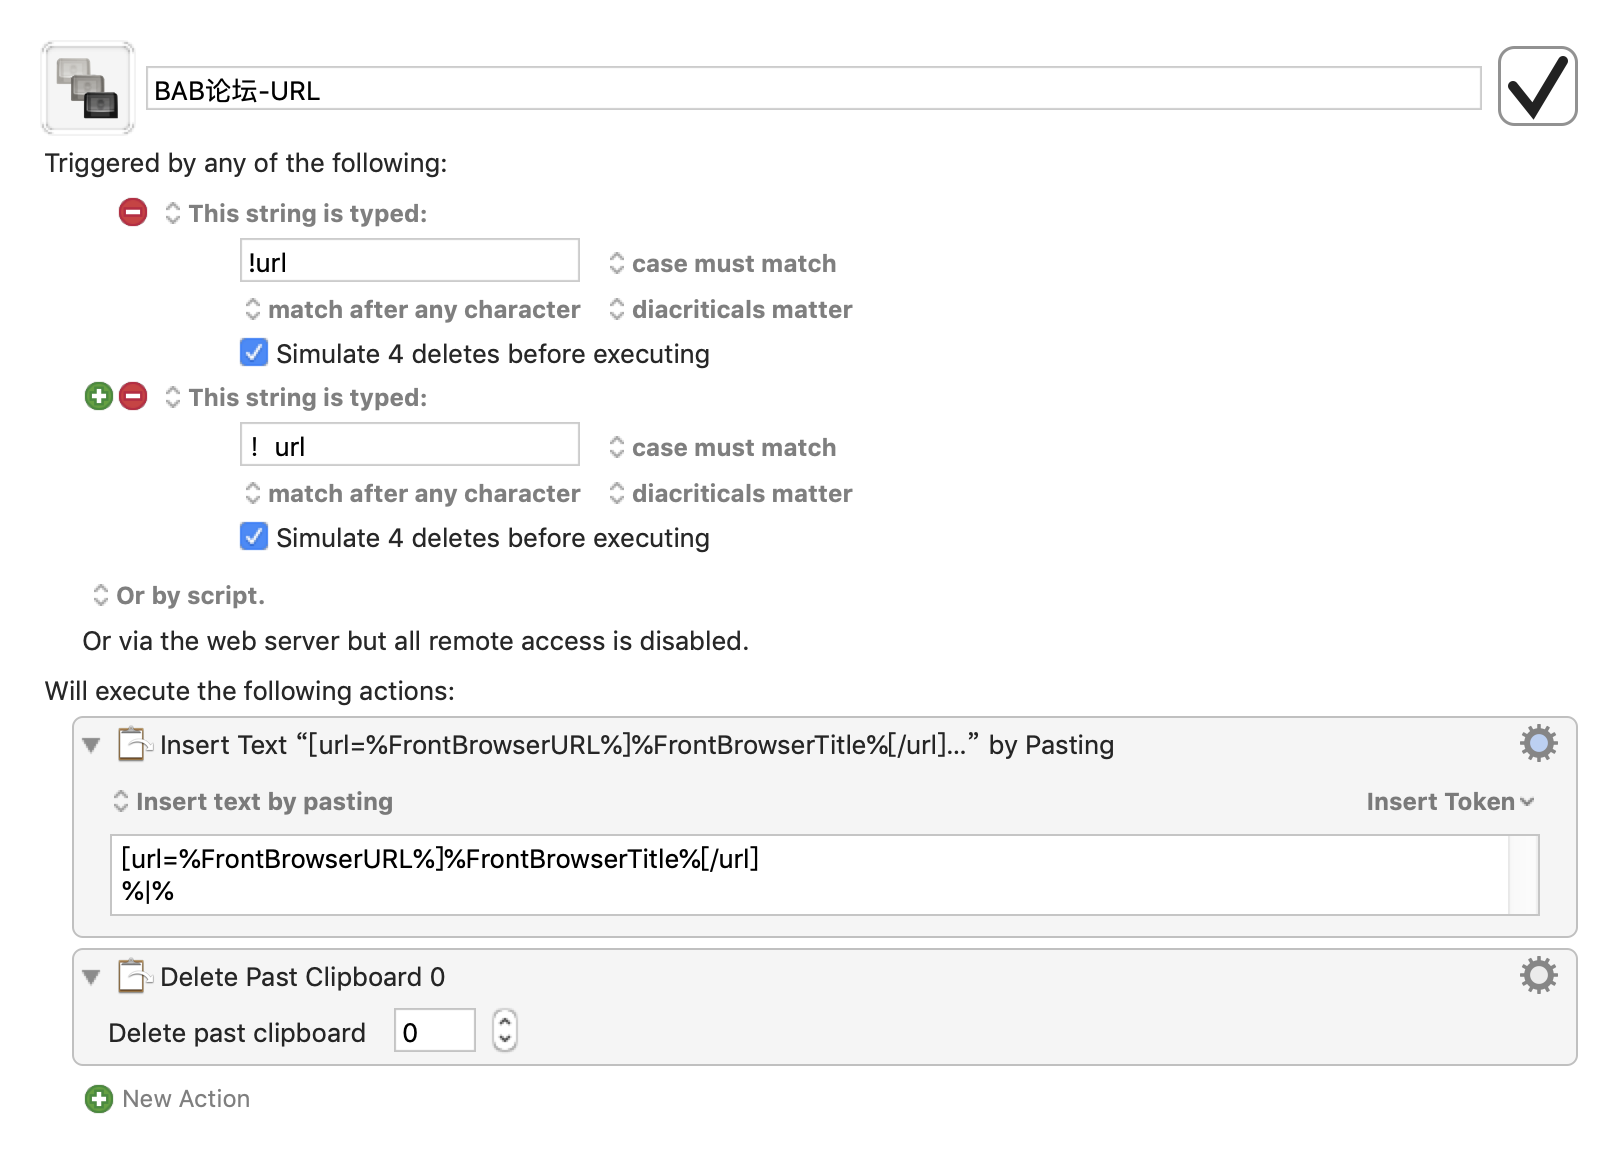 BAB论坛-URL
Triggered by any of the following:
This string is typed:
!url
case must match
match after any character
diacriticals matter
Simulate 4 deletes before executing
This string is typed:
！url
case must match
match after any character
diacriticals matter
Simulate 4 deletes before executing
Or by script.
Or via the web server but all remote access is disabled.
Will execute the following actions:
Insert Text “[url=%FrontBrowserURL%]%FrontBrowserTitle%[/url]…” by Pasting
Insert text by pasting
Insert Token
[url=%FrontBrowserURL%]%FrontBrowserTitle%[/url]
%|%
Delete Past Clipboard 0
Delete past clipboard
0
New Action